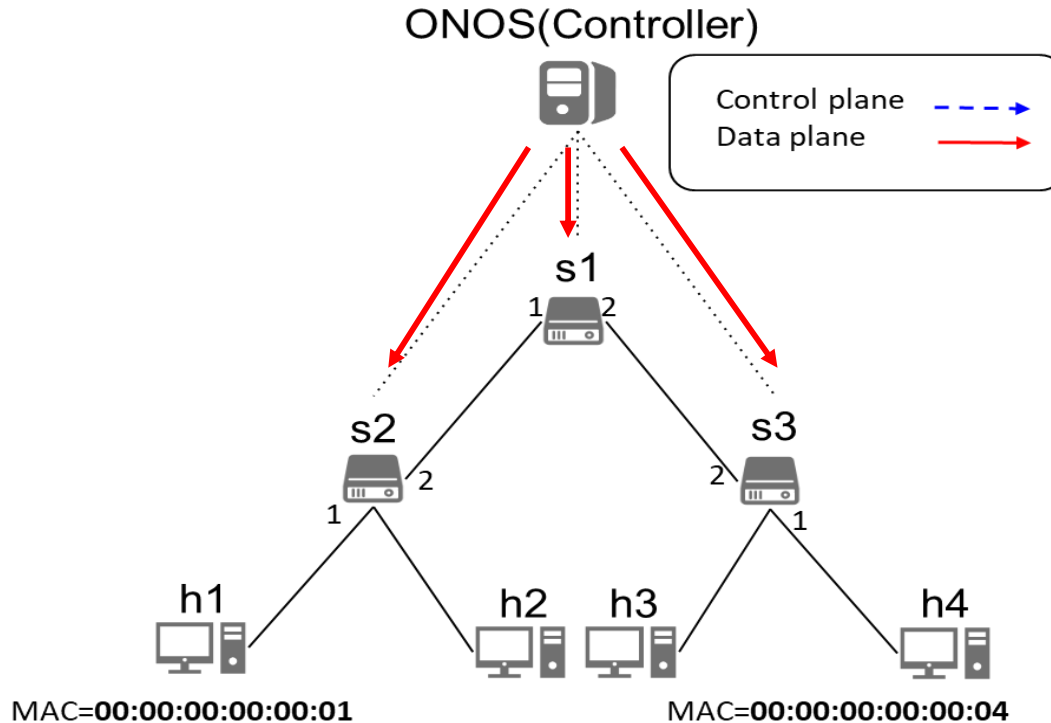 ONOS(Controller)
Control plane
Data plane
s1
1 2
s2
s3
2
2
1
1
h1
h2
h3
h4
MAC=00:00:00:00:00:01
MAC=00:00:00:00:00:04